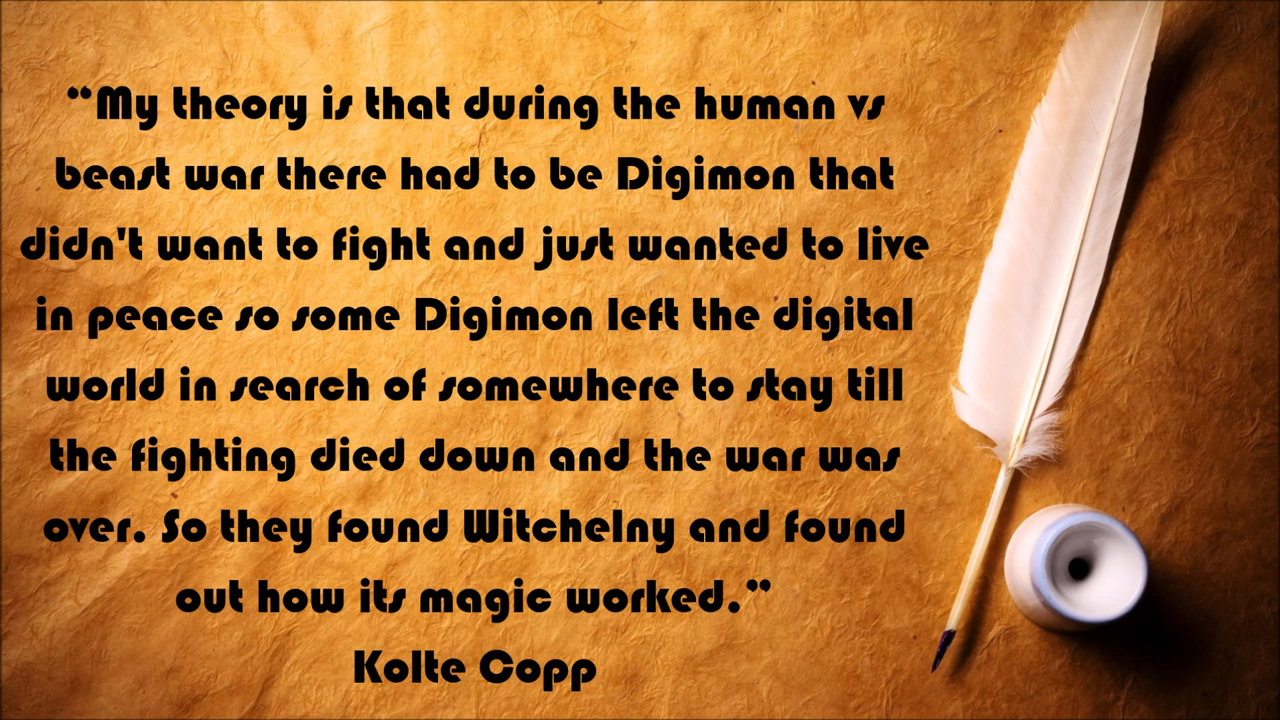 “My theory is that during the human vs
beast war there had to be Digimon that
didn't want to fight and just wanted to live
in peace so some Digimon left the digital
world in search of somewhere to stay till
the fighting died down and the war was
over. So they found Witchelny and found
out how its magic worked.”
Kolte Copp